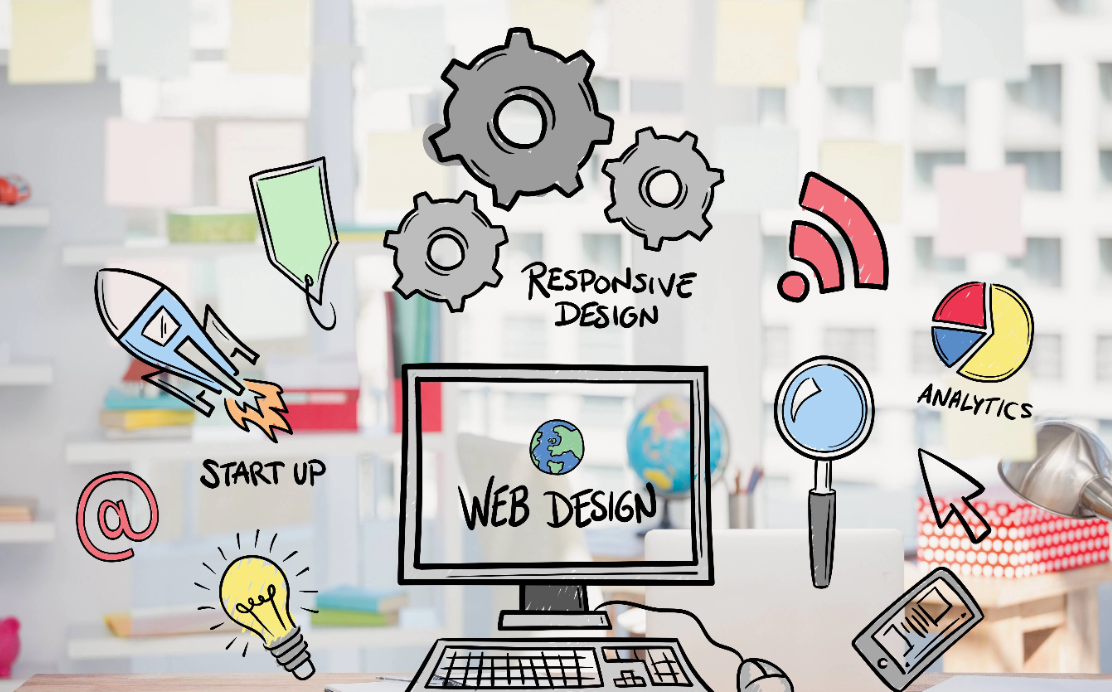 RESPONSIVE
DESIGN
ANALYTICS
START UP
WEB DESIGN
@